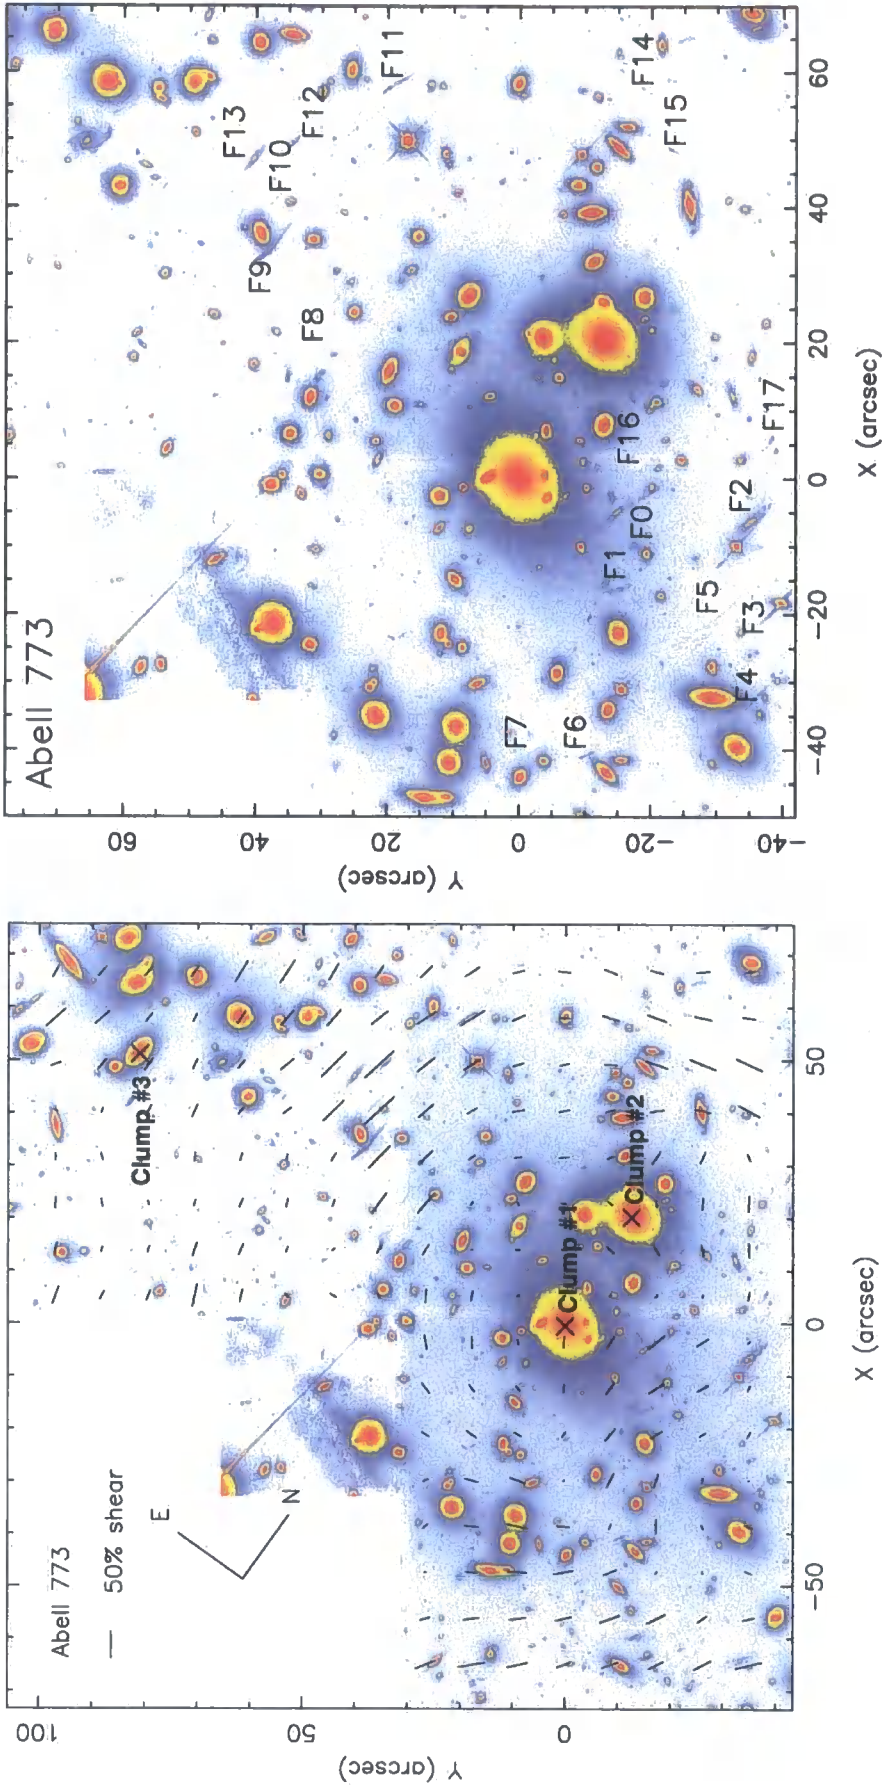 Abell 773
50% shear
E
N
Clump #3
Clump #1
Clump #2
100
50
0
Y (arcsec)
−50
0
50
X (arcsec)
Abell 773
F13
F10
F12
F11
F9
F8
F14
F15
F7
F6
F1
F0
F16
F5
F2
F3
F4
F17
60
40
20
0
−20
−40
Y (arcsec)
−40
−20
0
20
40
60
X (arcsec)